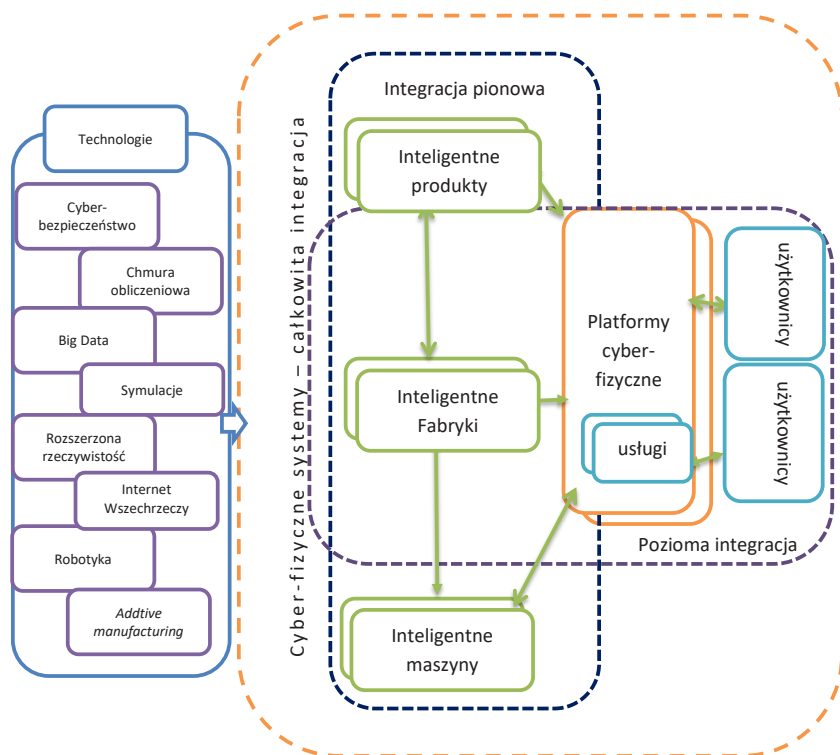 Technologie
Cyber-
bezpieczeństwo
Chmura
obliczeniowa
Big Data
Symulacje
Rozszerzona
rzeczywistość
Internet
Wszechrzeczy
Robotyka
Addtive
manufacturing
Cyber-fizyczne systemy – całkowita integracja
Integracja pionowa
Inteligentne
produkty
Inteligentne
Fabryki
Inteligentne
maszyny
Platformy
cyber-
fizyczne
usługi
użytkownicy
użytkownicy
Pozioma integracja